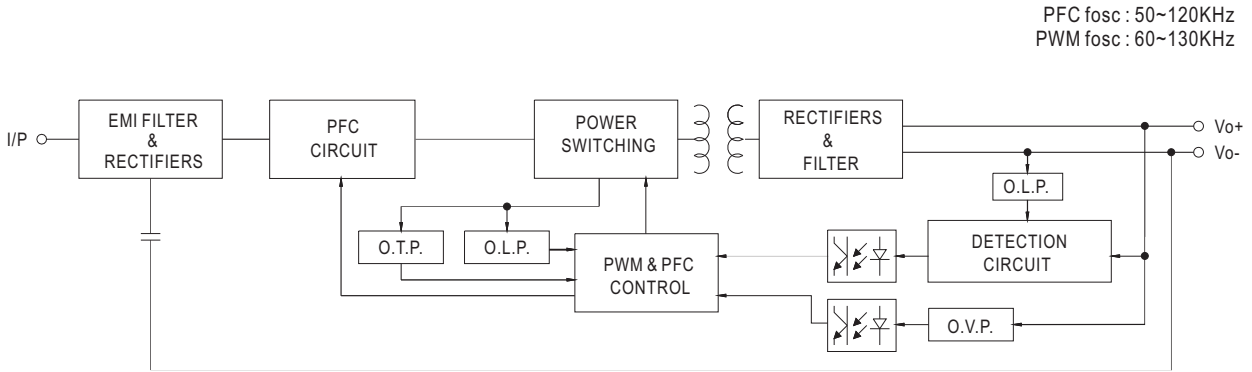 PFC fosc : 50~120KHz
PWM fosc : 60~130KHz
I/P
EMI FILTER
&
RECTIFIERS
PFC
CIRCUIT
POWER
SWITCHING
RECTIFIERS
&
FILTER
Vo+
Vo-
O.L.P.
O.T.P.
O.L.P.
PWM & PFC
CONTROL
DETECTION
CIRCUIT
O.V.P.